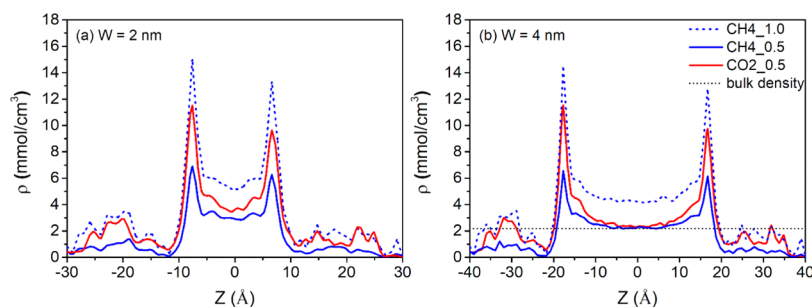 (a) W = 2 nm
ρ (mmol/cm³)
18
16
14
12
10
8
6
4
2
0
-30 -20 -10 0 10 20 30
Z (Å)
(b) W = 4 nm
CH4_1.0
CH4_0.5
CO2_0.5
bulk density
ρ (mmol/cm³)
18
16
14
12
10
8
6
4
2
0
-40 -30 -20 -10 0 10 20 30 40
Z (Å)